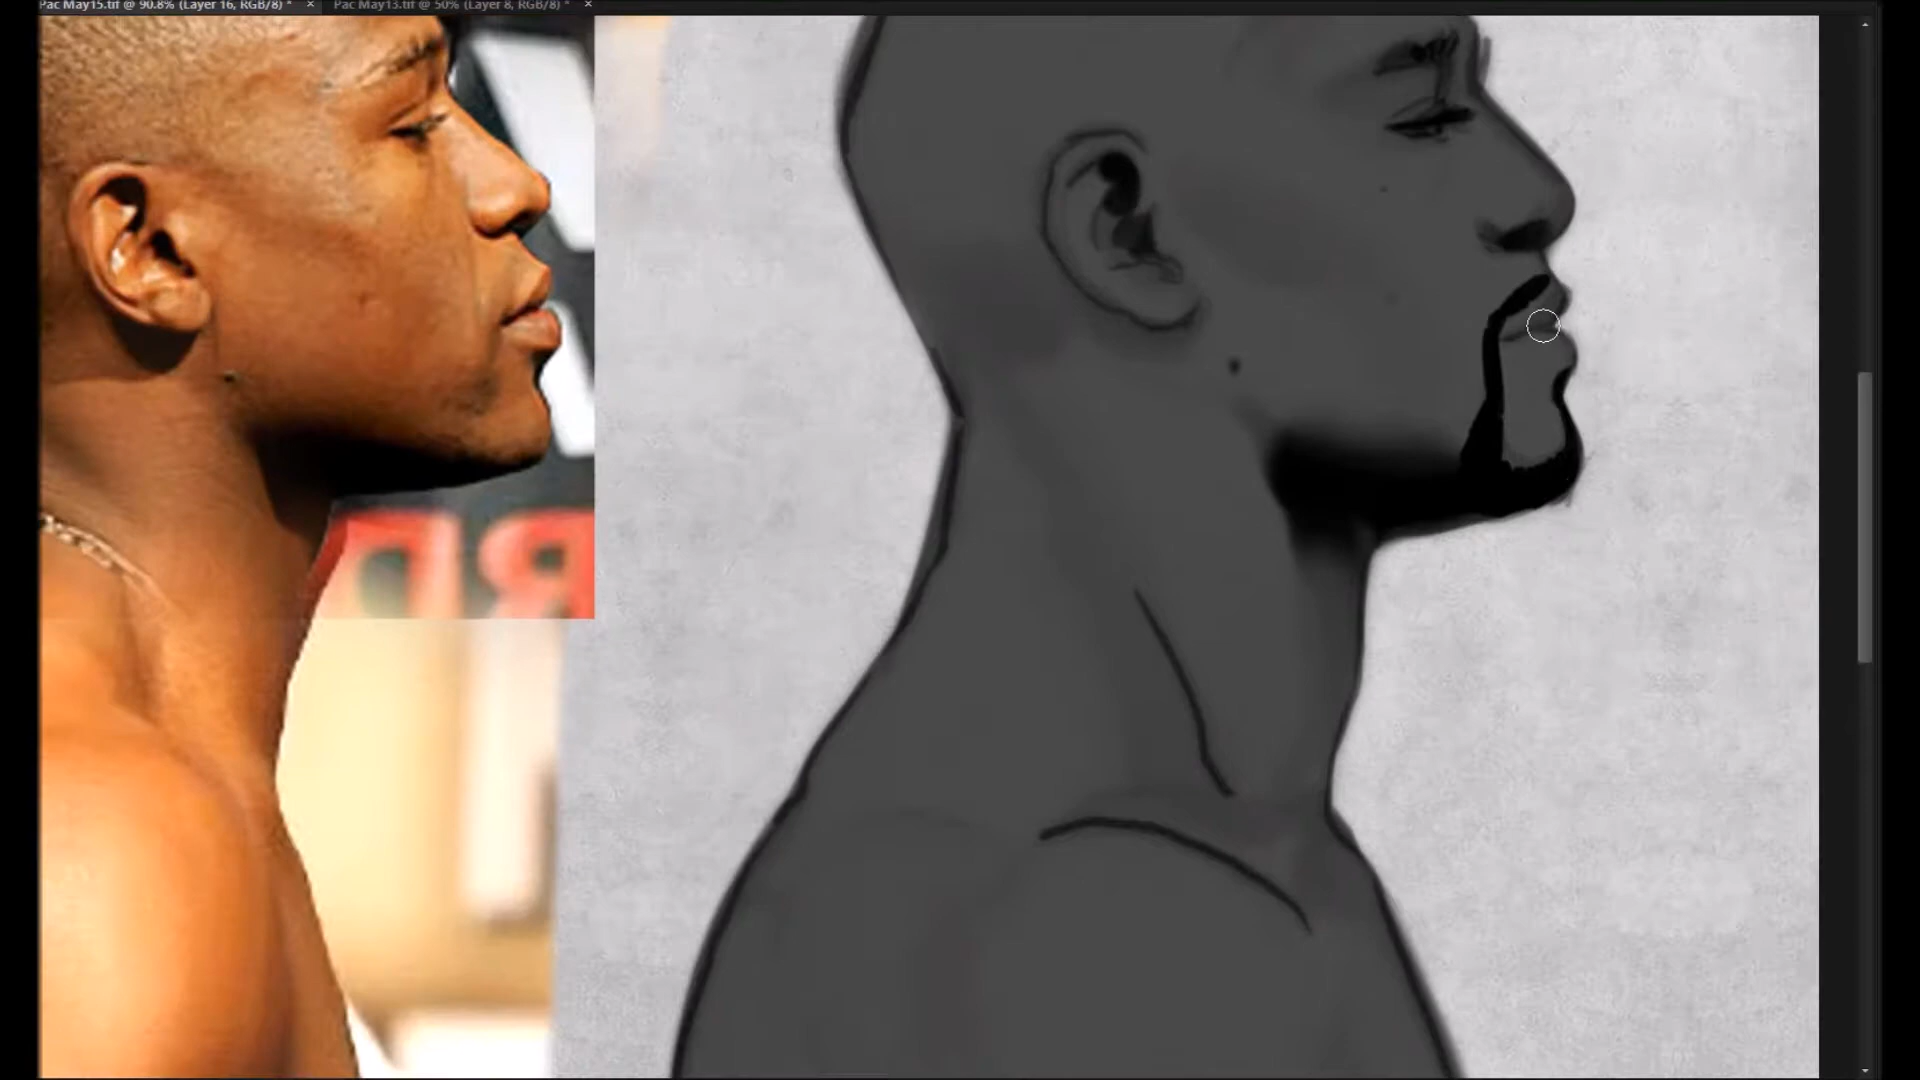 Pac May15.tif @ 90.8% (Layer 16, RGB/8) * × Pac May13.tif @ 50% (Layer 8, RGB/8) * ×